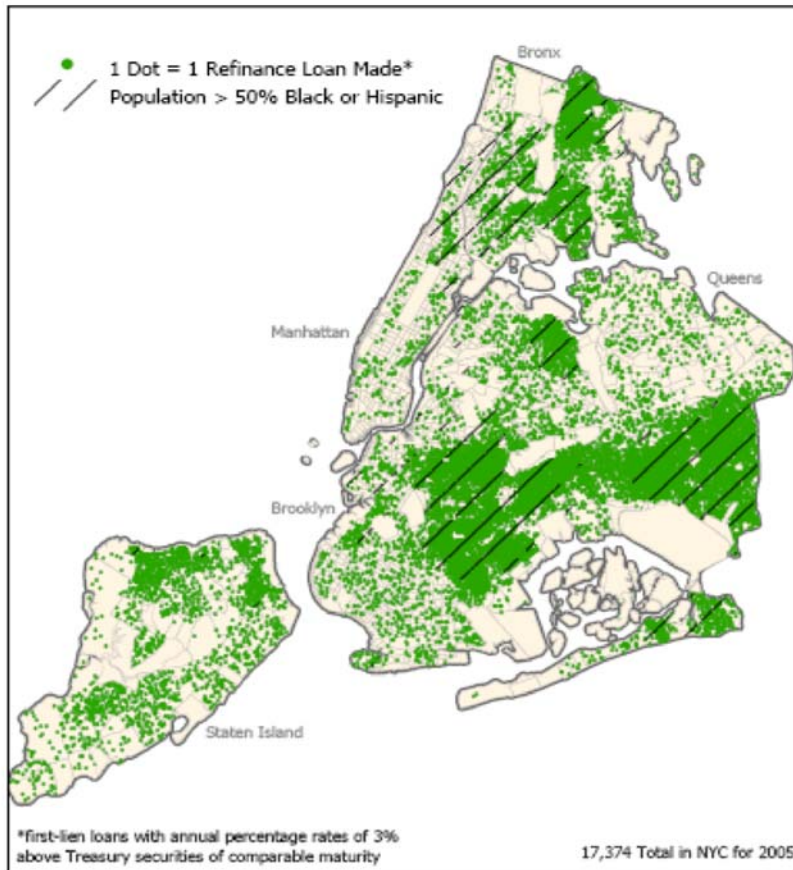 Bronx
1 Dot = 1 Refinance Loan Made*
Population > 50% Black or Hispanic
Queens
Manhattan
Brooklyn
Staten Island
*first-lien loans with annual percentage rates of 3%
above Treasury securities of comparable maturity
17,374 Total in NYC for 2005